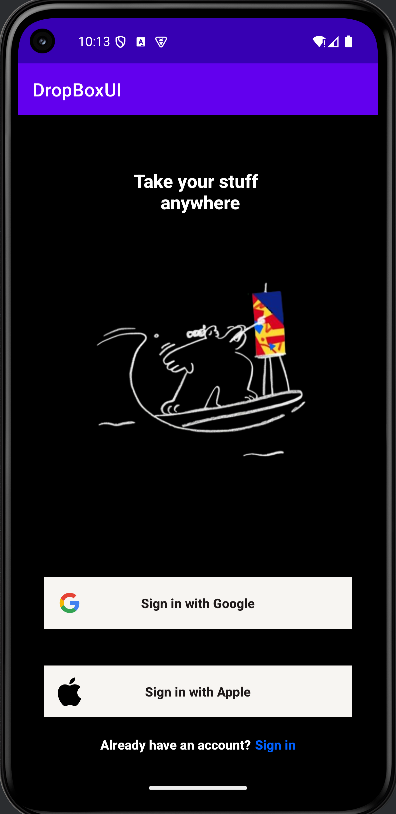 10:13
DropBoxUI
Take your stuff
anywhere
Sign in with Google
Sign in with Apple
Already have an account? Sign in